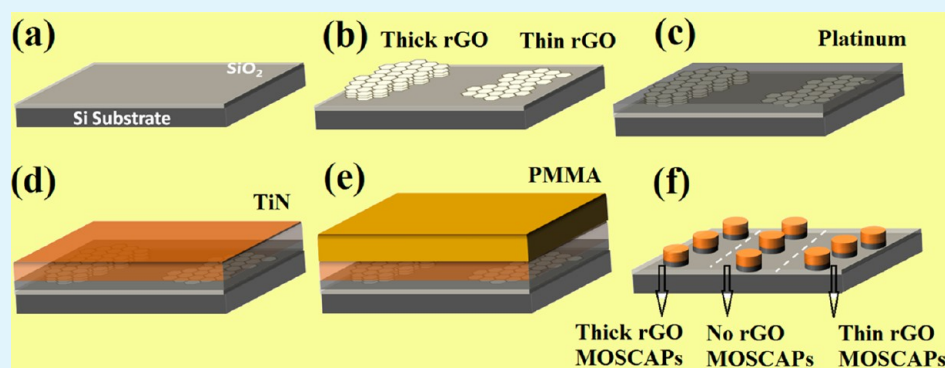 (a)
SiO2
Si Substrate
(b)
Thick rGO
Thin rGO
(c)
Platinum
(d)
TiN
(e)
PMMA
(f)
Thick rGO
MOSCAPs
No rGO
MOSCAPs
Thin rGO
MOSCAPs